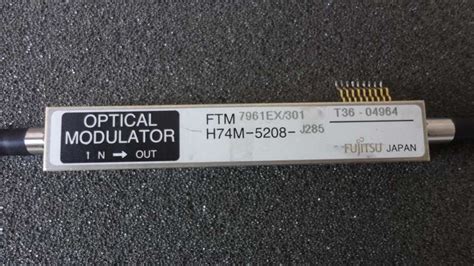 OPTICAL
MODULATOR
IN → OUT
FTM 7961EX/301
H74M-5208-J285
T36-04964
FUJITSU JAPAN